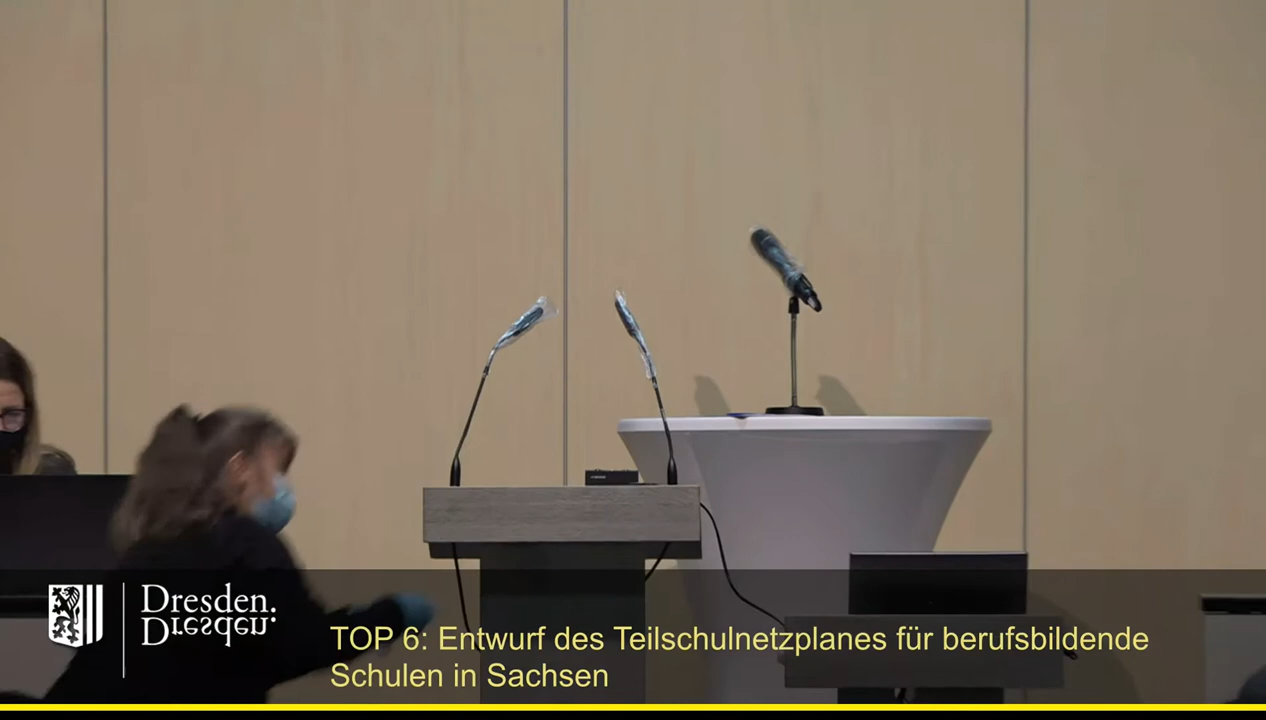 Dresden.
Dresden.
TOP 6: Entwurf des Teilschulnetzplanes für berufsbildende
Schulen in Sachsen